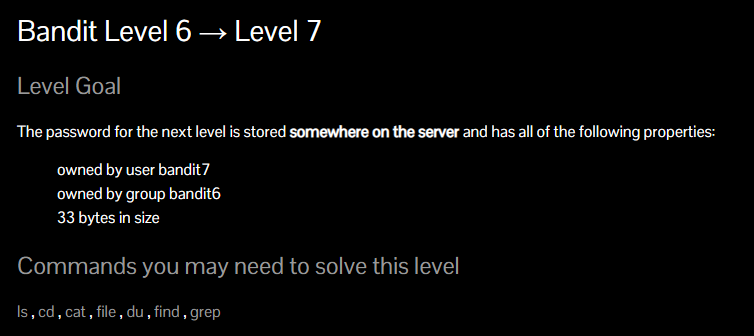 Bandit Level 6 → Level 7
Level Goal
The password for the next level is stored somewhere on the server and has all of the following properties:
owned by user bandit7
owned by group bandit6
33 bytes in size
Commands you may need to solve this level
ls , cd , cat , file , du , find , grep